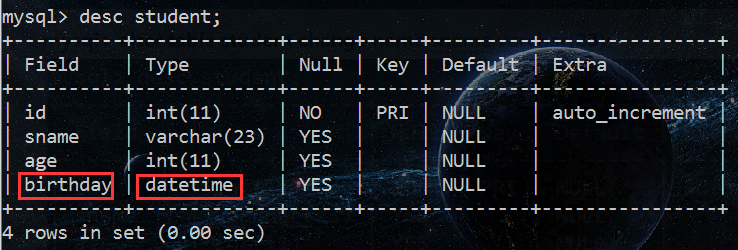 mysql> desc student;
+----------+-------------+------+-----+---------+----------------+
| Field    | Type        | Null | Key | Default | Extra          |
+----------+-------------+------+-----+---------+----------------+
| id       | int(11)     | NO   | PRI | NULL    | auto_increment |
| sname    | varchar(23) | YES  |     | NULL    |                |
| age      | int(11)     | YES  |     | NULL    |                |
| birthday | datetime    | YES  |     | NULL    |                |
+----------+-------------+------+-----+---------+----------------+
4 rows in set (0.00 sec)